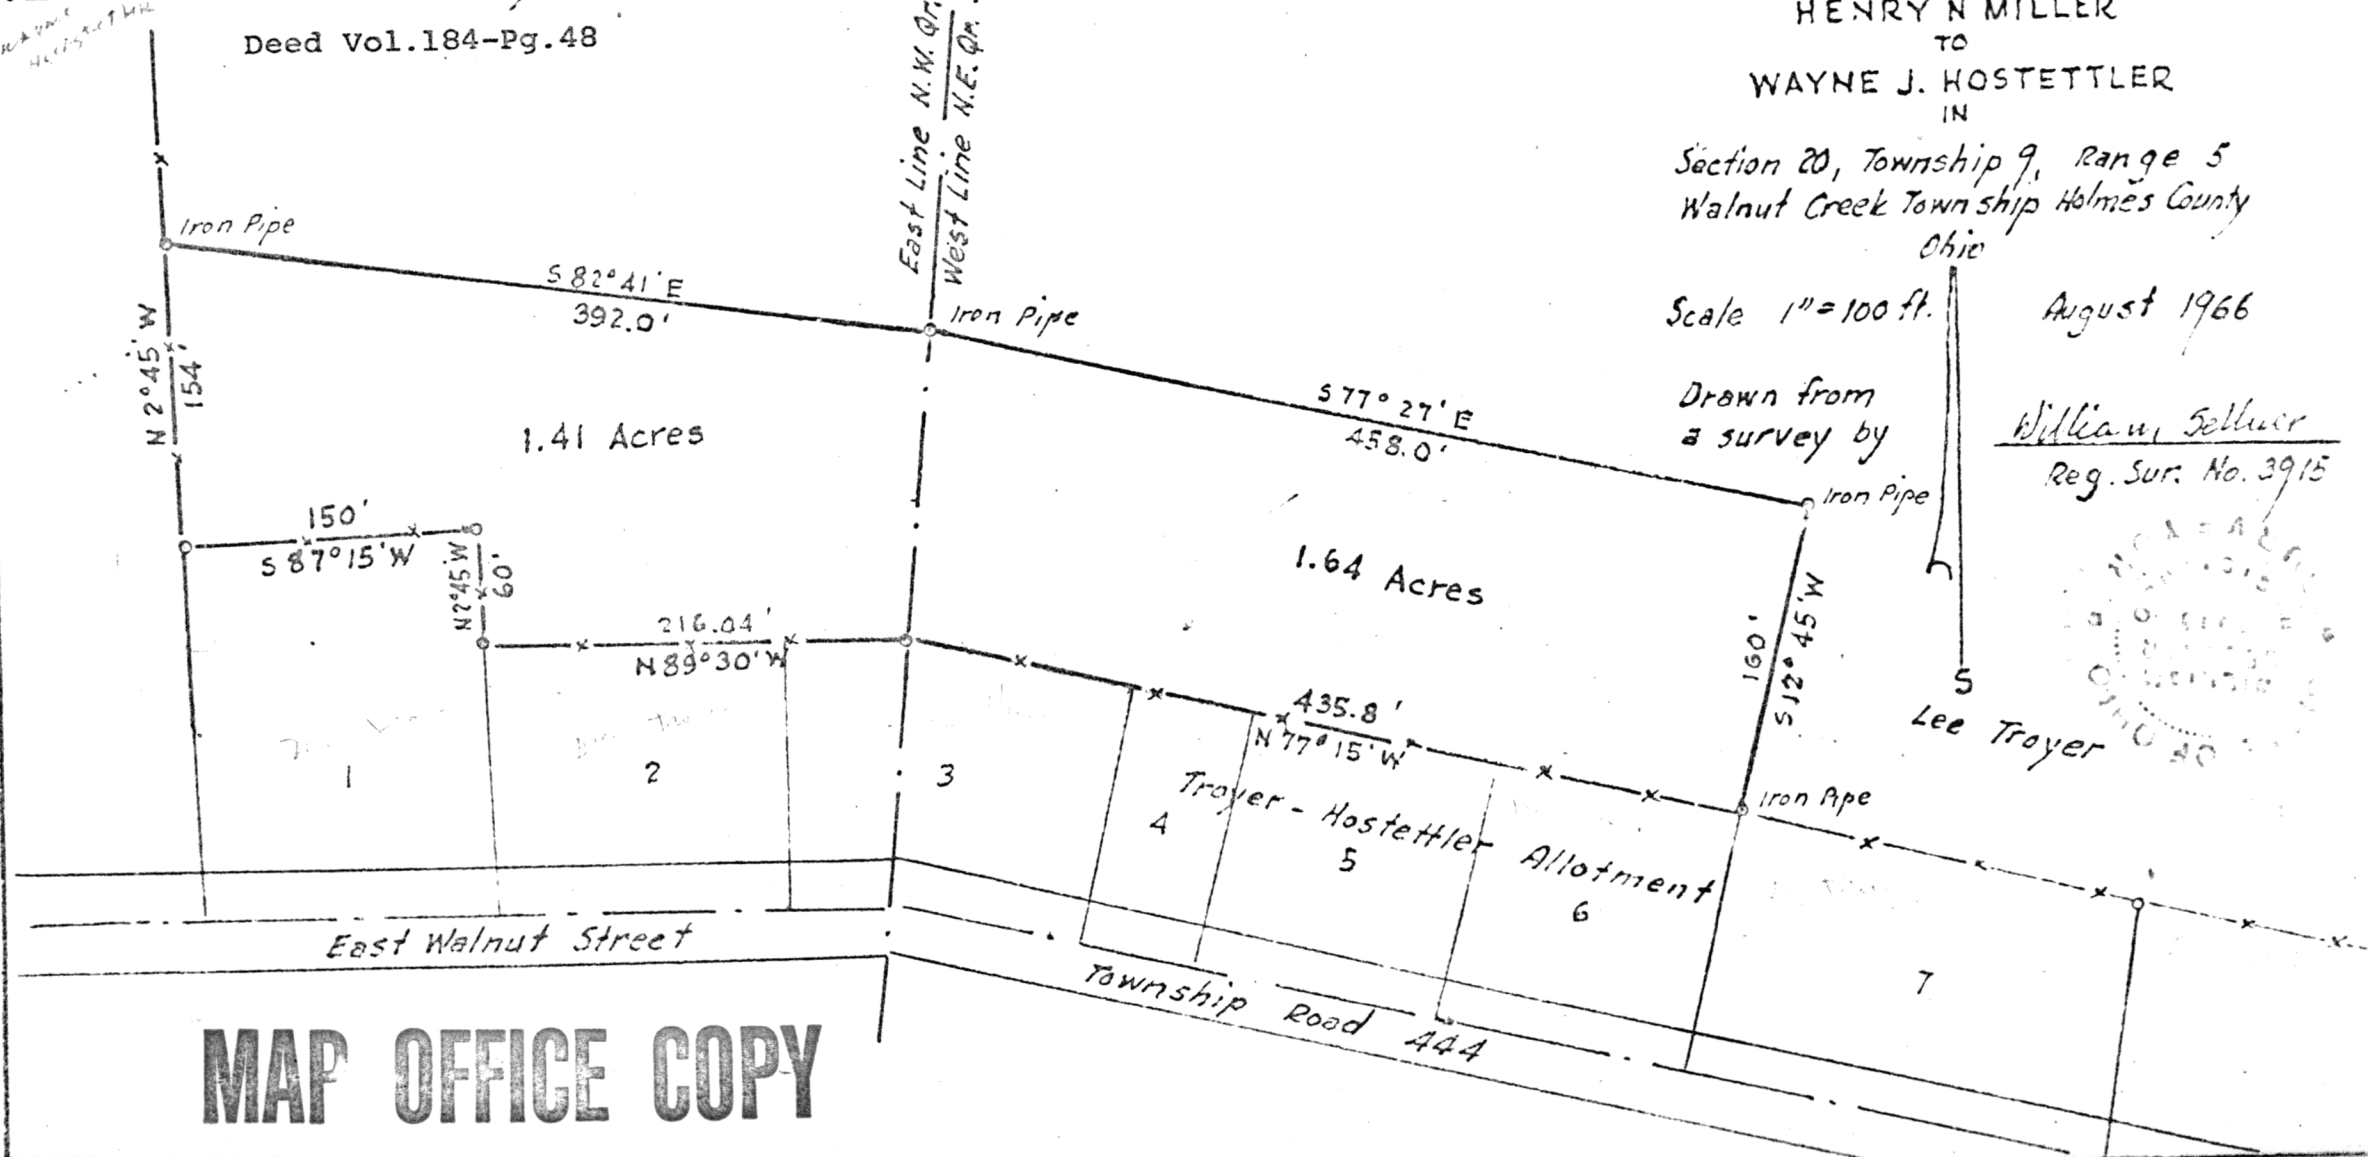 Deed Vol.184-Pg.48
HENRY N MILLER
TO
WAYNE J. HOSTETTLER
IN
Section 20, Township 9, Range 5
Walnut Creek Township Holmes County
Ohio
Scale 1"=100 ft.
August 1966
Drawn from
a survey by
William Sellner
Reg. Sur. No. 3915
East Line N.W. Qr.
West Line N.E. Qr.
Iron Pipe
S 82° 41' E
392.0'
Iron Pipe
N 2° 45' W
154'
1.41 Acres
S 77° 27' E
458.0'
Iron Pipe
150'
S 87° 15' W
N 2° 45' W
60'
216.04'
N 89° 30' W
1.64 Acres
160'
S 12° 45' W
S
Lee Troyer
435.8'
N 77° 15' W
Iron Pipe
1
2
3
4
Troyer - Hostettler Allotment
5
6
7
East Walnut Street
Township Road 444
MAP OFFICE COPY
OF OHIO